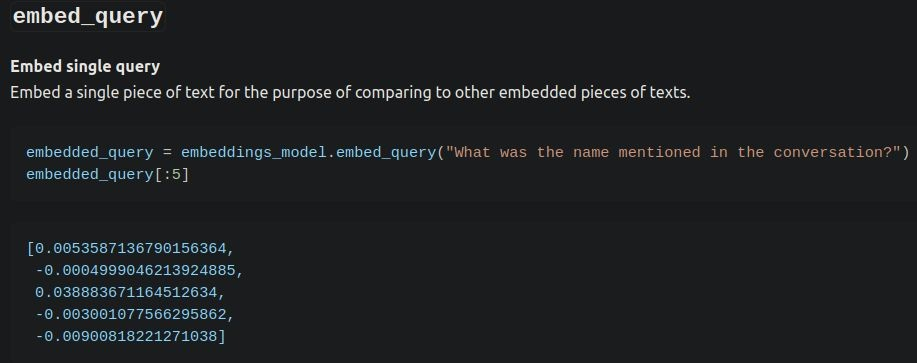 embed_query
Embed single query
Embed a single piece of text for the purpose of comparing to other embedded pieces of texts.
embedded_query = embeddings_model.embed_query("What was the name mentioned in the conversation?")
embedded_query[:5]
[0.0053587136790156364,
-0.0004999046213924885,
0.038883671164512634,
-0.003001077566295862,
-0.00900818221271038]